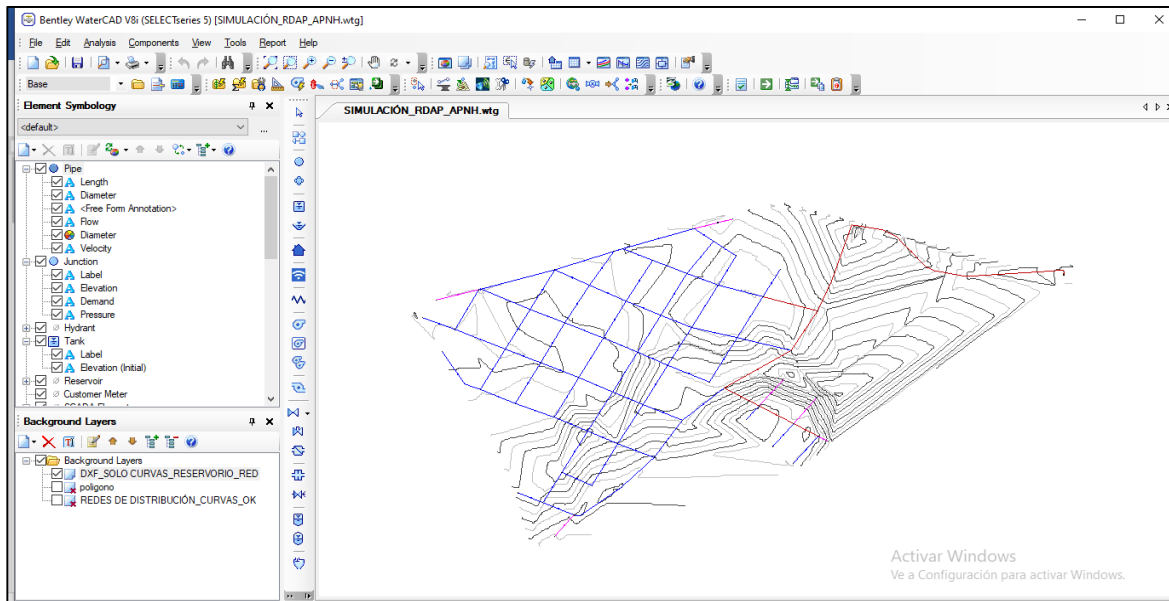 Bentley WaterCAD V8i (SELECTseries 5) [SIMULACIÓN_RDAP_APNH.wtg]
File Edit Analysis Components View Tools Report Help
Base
Element Symbology
<default>
Pipe
Length
Diameter
<Free Form Annotation>
Flow
Diameter
Velocity
Junction
Label
Elevation
Demand
Pressure
Hydrant
Tank
Label
Elevation (Initial)
Reservoir
Customer Meter
Background Layers
Background Layers
DXF_SOLO CURVAS_RESERVORIO_RED
poligono
REDES DE DISTRIBUCIÓN_CURVAS_OK
SIMULACIÓN_RDAP_APNH.wtg
Activar Windows
Ve a Configuración para activar Windows.